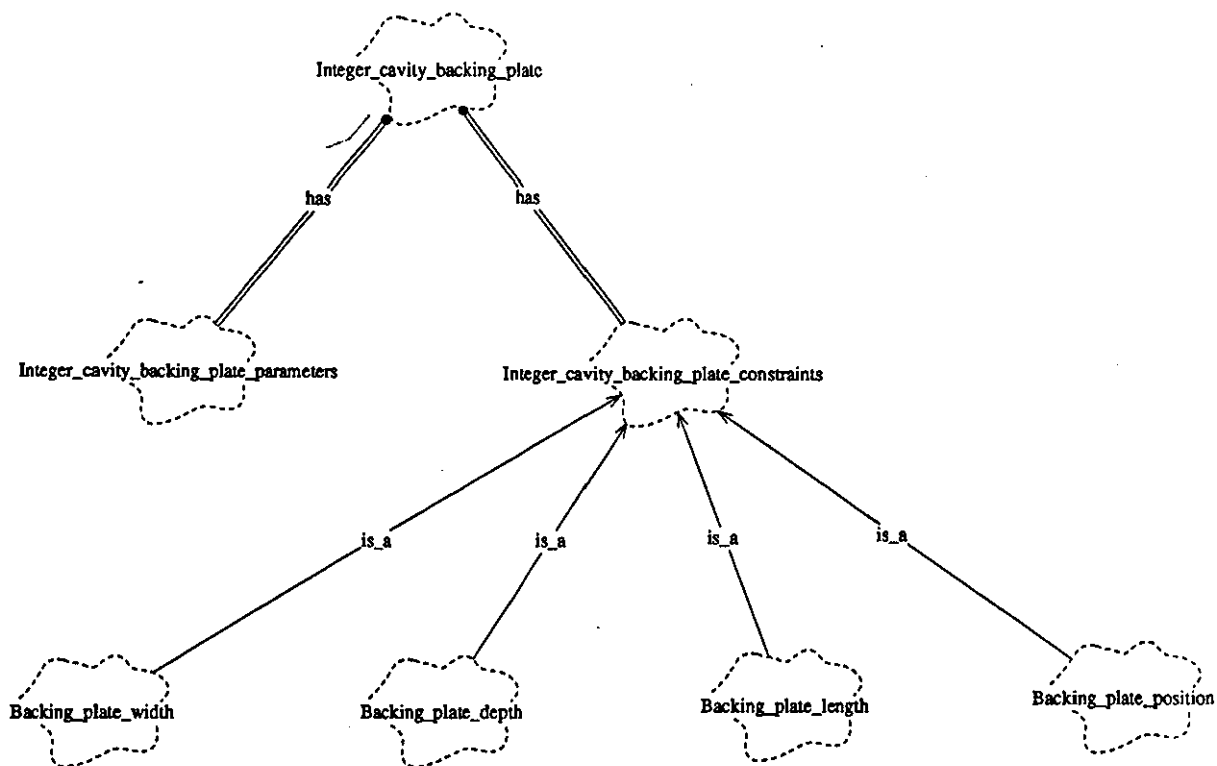 Integer_cavity_backing_plate
has
has
Integer_cavity_backing_plate_parameters
Integer_cavity_backing_plate_constraints
is_a
is_a
is_a
is_a
Backing_plate_width
Backing_plate_depth
Backing_plate_length
Backing_plate_position